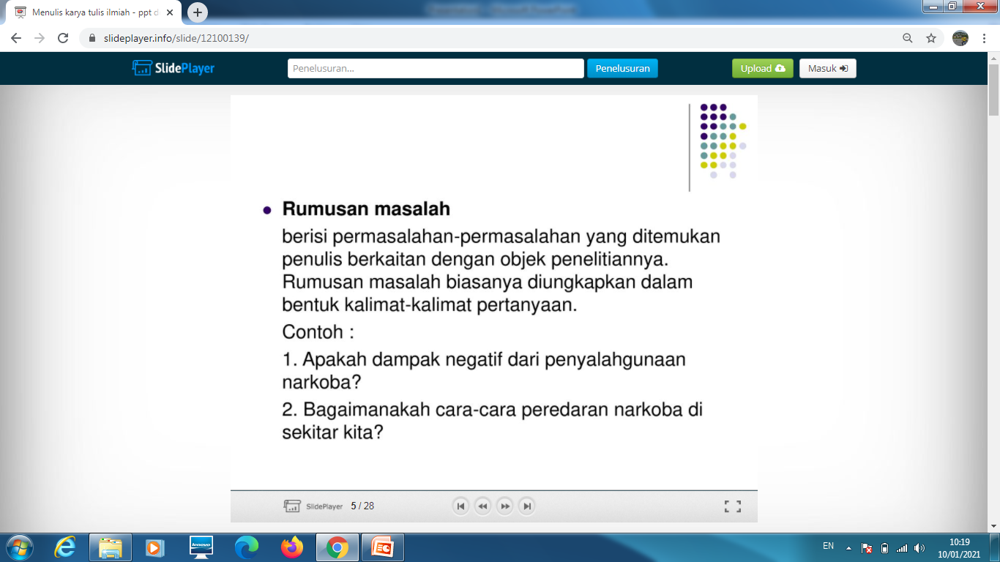 Menulis karya tulis ilmiah - ppt d
slideplayer.info/slide/12100139/
SlidePlayer
Penelusuran...
Penelusuran
Upload
Masuk
Rumusan masalah
berisi permasalahan-permasalahan yang ditemukan
penulis berkaitan dengan objek penelitiannya.
Rumusan masalah biasanya diungkapkan dalam
bentuk kalimat-kalimat pertanyaan.
Contoh :
1. Apakah dampak negatif dari penyalahgunaan
narkoba?
2. Bagaimanakah cara-cara peredaran narkoba di
sekitar kita?
SlidePlayer 5 / 28
lenovo
EN
10:19
10/01/2021